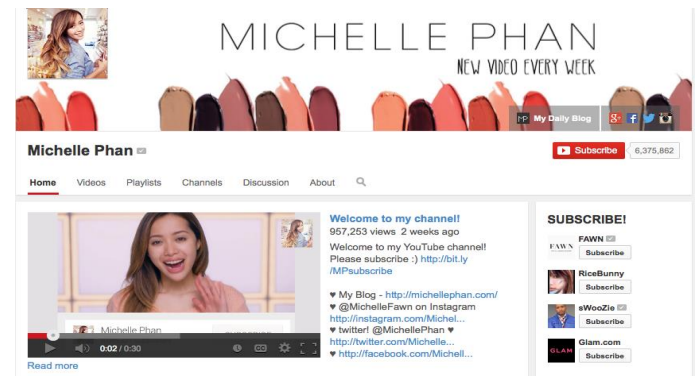 MICHELLE PHAN
NEW VIDEO EVERY WEEK
MP My Daily Blog
Michelle Phan
Subscribe 6,375,862
Home Videos Playlists Channels Discussion About
Welcome to my channel!
957,253 views 2 weeks ago
Welcome to my YouTube channel!
Please subscribe :) http://bit.ly
/MPsubscribe
♥ My Blog - http://michellephan.com/
♥ @MichelleFawn on Instagram
http://instagram.com/Michel...
♥ twitter! @MichellePhan ♥
http://twitter.com/Michelle...
♥ http://facebook.com/Michell...
Michelle Phan
SUBSCRIBE
0:02 / 0:30
CC
Read more
SUBSCRIBE!
FAWN
FAWN
Subscribe
RiceBunny
Subscribe
sWooZie
Subscribe
GLAM
Glam.com
Subscribe